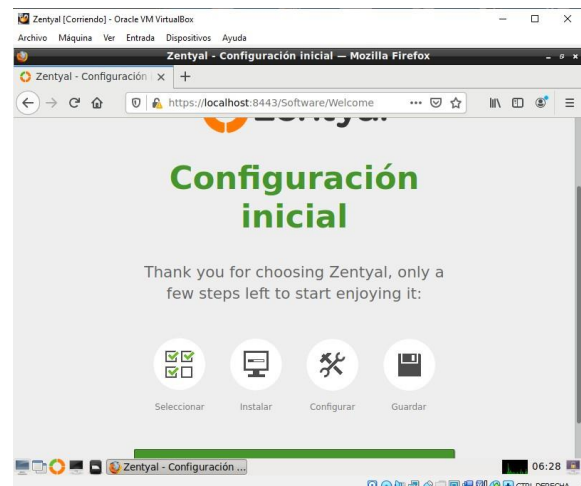 Zentyal [Corriendo] - Oracle VM VirtualBox
Archivo Máquina Ver Entrada Dispositivos Ayuda
Zentyal - Configuración inicial — Mozilla Firefox
Zentyal - Configuración i
https://localhost:8443/Software/Welcome
Configuración
inicial
Thank you for choosing Zentyal, only a
few steps left to start enjoying it:
Seleccionar Instalar Configurar Guardar
Zentyal - Configuración ...
06:28
CTRL DERECHA